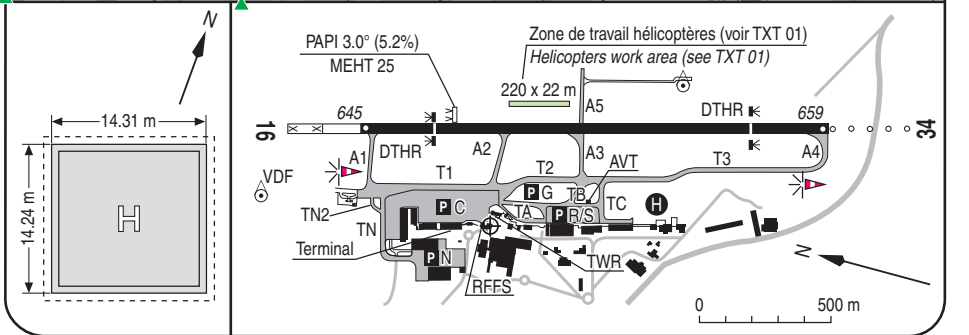 N
14.31 m
14.24 m
H
PAPI 3.0° (5.2%)
MEHT 25
Zone de travail hélicoptères (voir TXT 01)
Helicopters work area (see TXT 01)
220 x 22 m
A5
645
DTHR
659
16
34
A1
DTHR
A2
A3
T3
A4
VDF
T1
T2
AVT
P G
TB
TN2
P C
TA
P R/S
TC
H
TN
Terminal
P N
TWR
RFFS
N
0
500 m